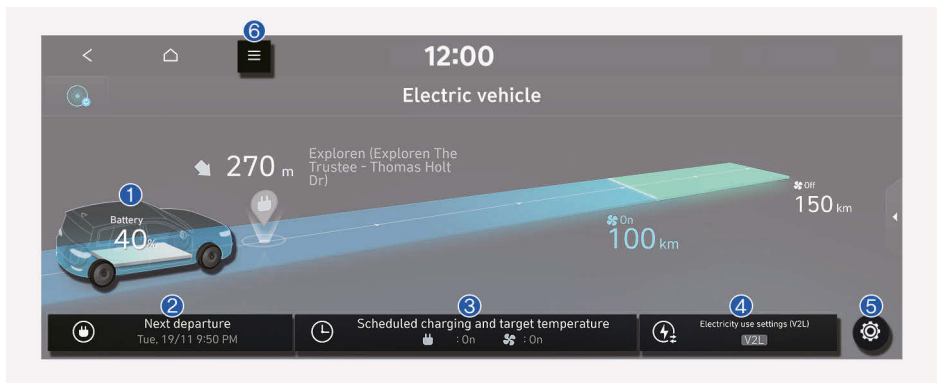 6
12:00
Electric vehicle
270 m
Exploren (Exploren The
Trustee - Thomas Holt
Dr)
1
Battery
40%
Off
150 km
On
100 km
2
Next departure
Tue, 19/11 9:50 PM
3
Scheduled charging and target temperature
: On : On
4
Electricity use settings (V2L)
V2L
5